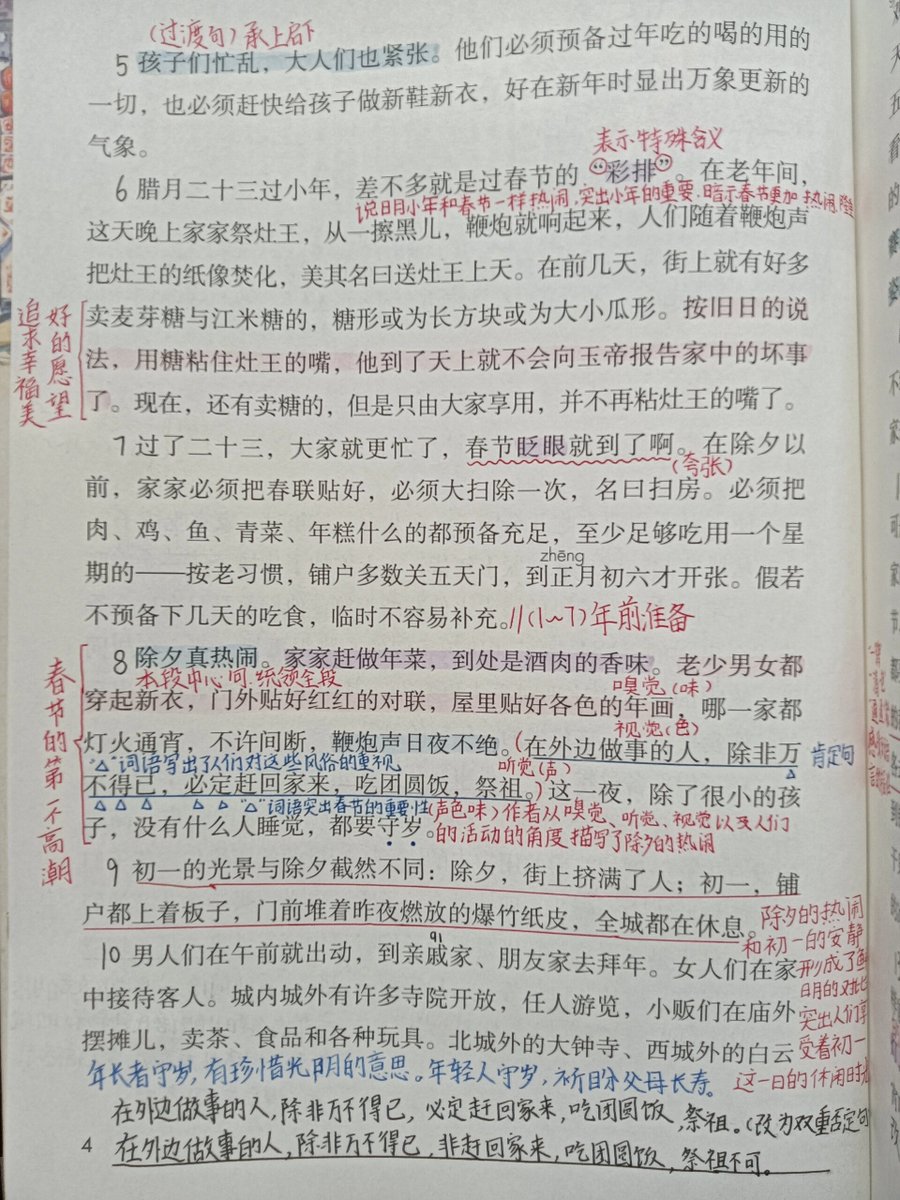 (过渡句)承上启下
5 孩子们忙乱，大人们也紧张。他们必须预备过年吃的喝的用的
一切，也必须赶快给孩子做新鞋新衣，好在新年时显出万象更新的
气象。
表示特殊含义
6 腊月二十三过小年，差不多就是过春节的“彩排”。在老年间，
说明小年和春节一样热闹，突出小年的重要，暗示春节更加热闹
这天晚上家家祭灶王，从一擦黑儿，鞭炮就响起来，人们随着鞭炮声
把灶王的纸像焚化，美其名曰送灶王上天。在前几天，街上就有好多
卖麦芽糖与江米糖的，糖形或为长方块或为大小瓜形。按旧日的说
法，用糖粘住灶王的嘴，他到了天上就不会向玉帝报告家中的坏事
了。现在，还有卖糖的，但是只由大家享用，并不再粘灶王的嘴了。
追求幸福美
好的愿望
7 过了二十三，大家就更忙了，春节眨眼就到了啊。在除夕以
(夸张)
前，家家必须把春联贴好，必须大扫除一次，名曰扫房。必须把
肉、鸡、鱼、青菜、年糕什么的都预备充足，至少足够吃用一个星
zhēng
期的——按老习惯，铺户多数关五天门，到正月初六才开张。假若
不预备下几天的吃食，临时不容易补充。//(1~7)年前准备
春节的第一个高潮
8 除夕真热闹。家家赶做年菜，到处是酒肉的香味。老少男女都
本段中心句，统领全段
嗅觉(味)
穿起新衣，门外贴好红红的对联，屋里贴好各色的年画，哪一家都
视觉(色)
灯火通宵，不许间断，鞭炮声日夜不绝。(在外边做事的人，除非万
肯定句
“△”词语写出了人们对这些风俗的重视
听觉(声)
不得已，必定赶回家来，吃团圆饭，祭祖。)这一夜，除了很小的孩
“△”词语突出春节的重要性
(声色味)作者从嗅觉、听觉、视觉以及人们
子，没有什么人睡觉，都要守岁。
的活动的角度描写了除夕的热闹
9 初一的光景与除夕截然不同：除夕，街上挤满了人；初一，铺
户都上着板子，门前堆着昨夜燃放的爆竹纸皮，全城都在休息。
除夕的热闹
和初一的安静
形成了鲜
明的对比
突出人们享
受着初一
这一日的休闲时光
qī
10 男人们在午前就出动，到亲戚家、朋友家去拜年。女人们在家
中接待客人。城内城外有许多寺院开放，任人游览，小贩们在庙外
摆摊儿，卖茶、食品和各种玩具。北城外的大钟寺、西城外的白云
年长者守岁，有珍惜光阴的意思。年轻人守岁，祈盼父母长寿。
在外边做事的人，除非万不得已，必定赶回家来，吃团圆饭，祭祖。(改为双重否定句
在外边做事的人，除非万不得已，非赶回家来，吃团圆饭，祭祖不可。
4